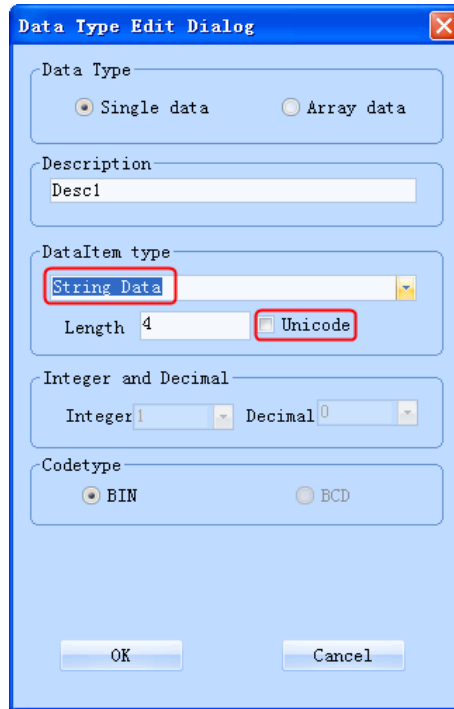 Data Type Edit Dialog
Data Type
Single data Array data
Description
Desc1
DataItem type
String Data
Length 4 Unicode
Integer and Decimal
Integer 1 Decimal 0
Codetype
BIN BCD
OK Cancel